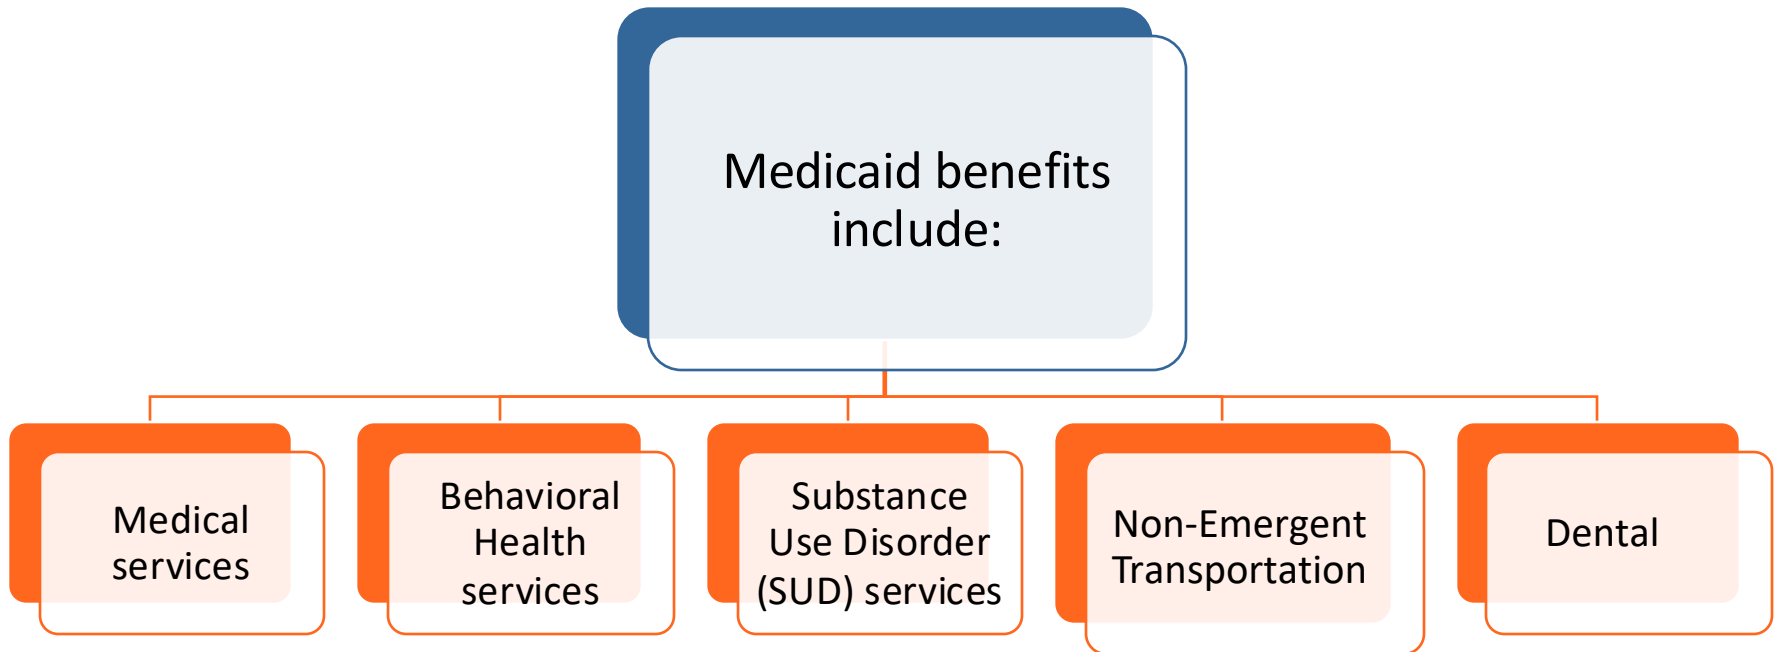 Medicaid benefits
include:
Medical
services
Behavioral
Health
services
Substance
Use Disorder
(SUD) services
Non-Emergent
Transportation
Dental